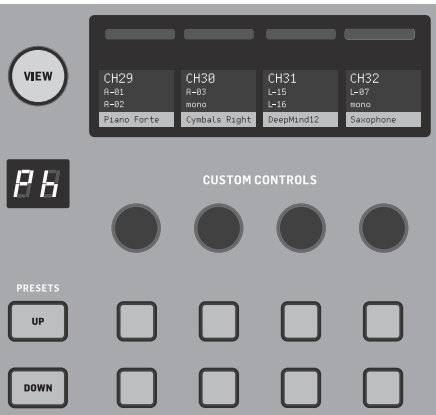 VIEW
CH29 CH30 CH31 CH32
A-01 A-03 L-15 L-07
A-02 mono L-16 mono
Piano Forte Cymbals Right DeepMind12 Saxophone
Ph
CUSTOM CONTROLS
PRESETS
UP
DOWN